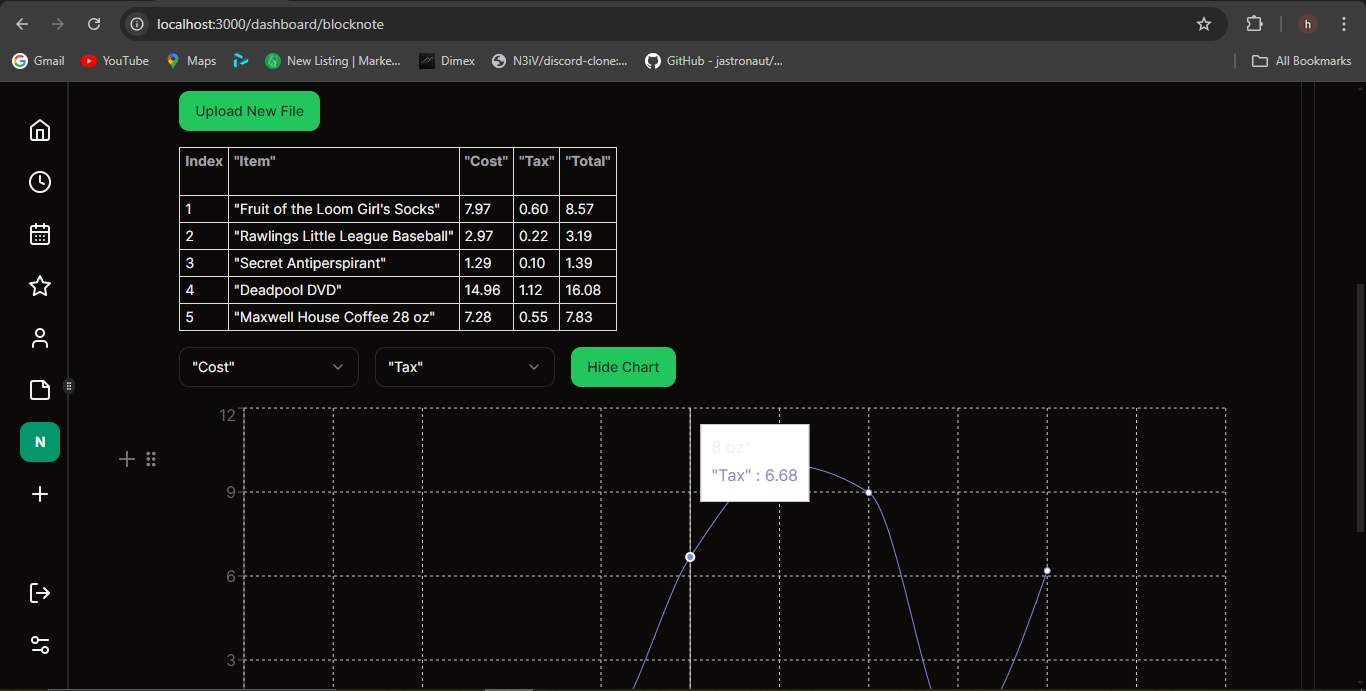 localhost:3000/dashboard/blocknote
h
Gmail YouTube Maps New Listing | Marke... Dimex N3iV/discord-clone:... GitHub - jastronaut/... All Bookmarks
Upload New File
Index "Item" "Cost" "Tax" "Total"
1 "Fruit of the Loom Girl's Socks" 7.97 0.60 8.57
2 "Rawlings Little League Baseball" 2.97 0.22 3.19
3 "Secret Antiperspirant" 1.29 0.10 1.39
4 "Deadpool DVD" 14.96 1.12 16.08
5 "Maxwell House Coffee 28 oz" 7.28 0.55 7.83
"Cost" "Tax" Hide Chart
12
8 oz"
"Tax" : 6.68
9
6
3
N